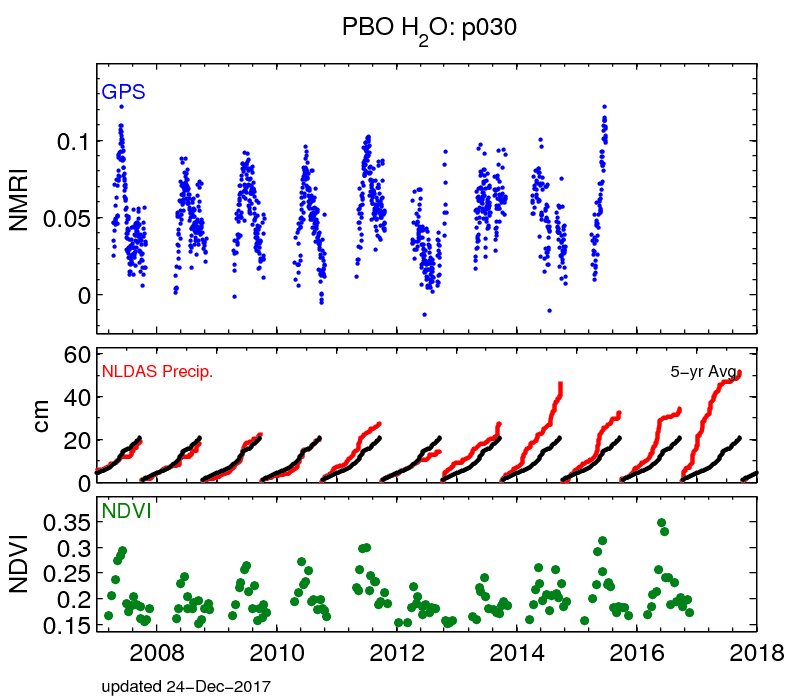 PBO H2O: p030
GPS
NMRI
0.1
0.05
0
NLDAS Precip.
5-yr Avg.
cm
60
40
20
0
NDVI
NDVI
0.35
0.3
0.25
0.2
0.15
2008 2010 2012 2014 2016 2018
updated 24-Dec-2017